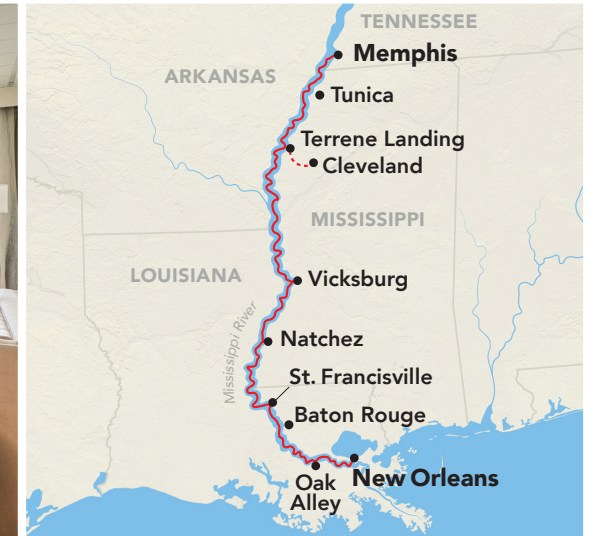 TENNESSEE
Memphis
ARKANSAS
Tunica
Terrene Landing
Cleveland
MISSISSIPPI
LOUISIANA
Vicksburg
Mississippi River
Natchez
St. Francisville
Baton Rouge
New Orleans
Oak
Alley